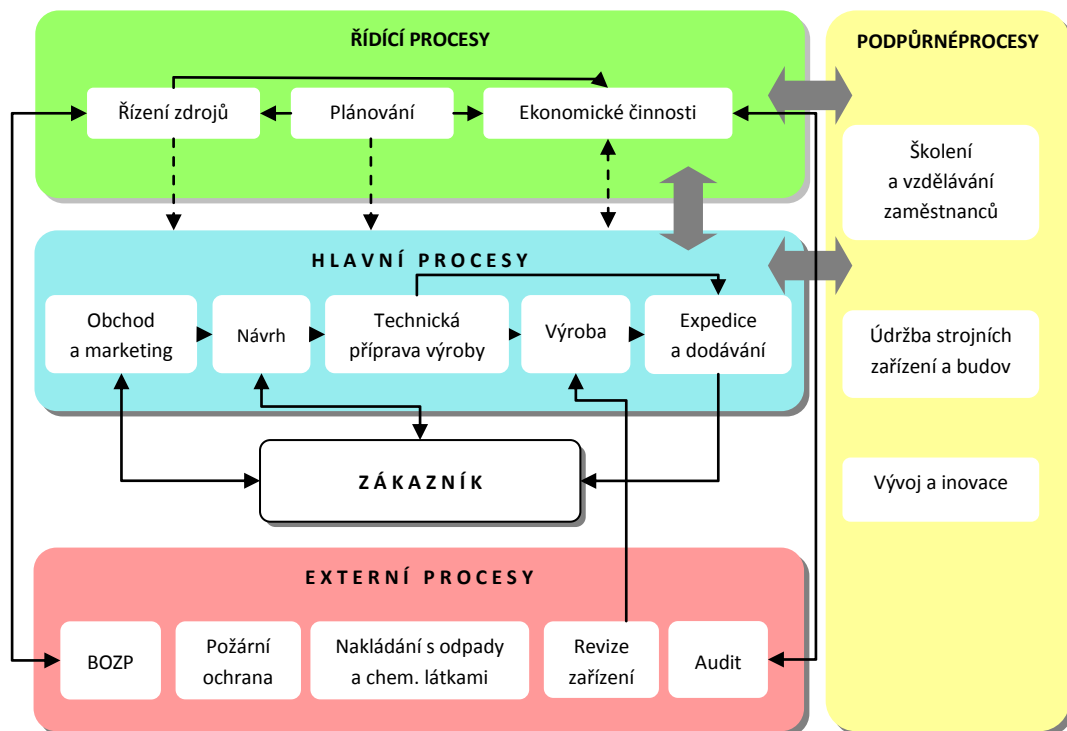 ŘÍDÍCÍ PROCESY
Řízení zdrojů
Plánování
Ekonomické činnosti
PODPŮRNÉPROCESY
Školení
a vzdělávání
zaměstnanců
Údržba strojních
zařízení a budov
Vývoj a inovace
HLAVNÍ PROCESY
Obchod
a marketing
Návrh
Technická
příprava výroby
Výroba
Expedice
a dodávání
ZÁKAZNÍK
EXTERNÍ PROCESY
BOZP
Požární
ochrana
Nakládání s odpady
a chem. látkami
Revize
zařízení
Audit